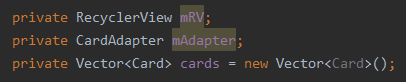 private RecyclerView mRV;
private CardAdapter mAdapter;
private Vector<Card> cards = new Vector<Card>();